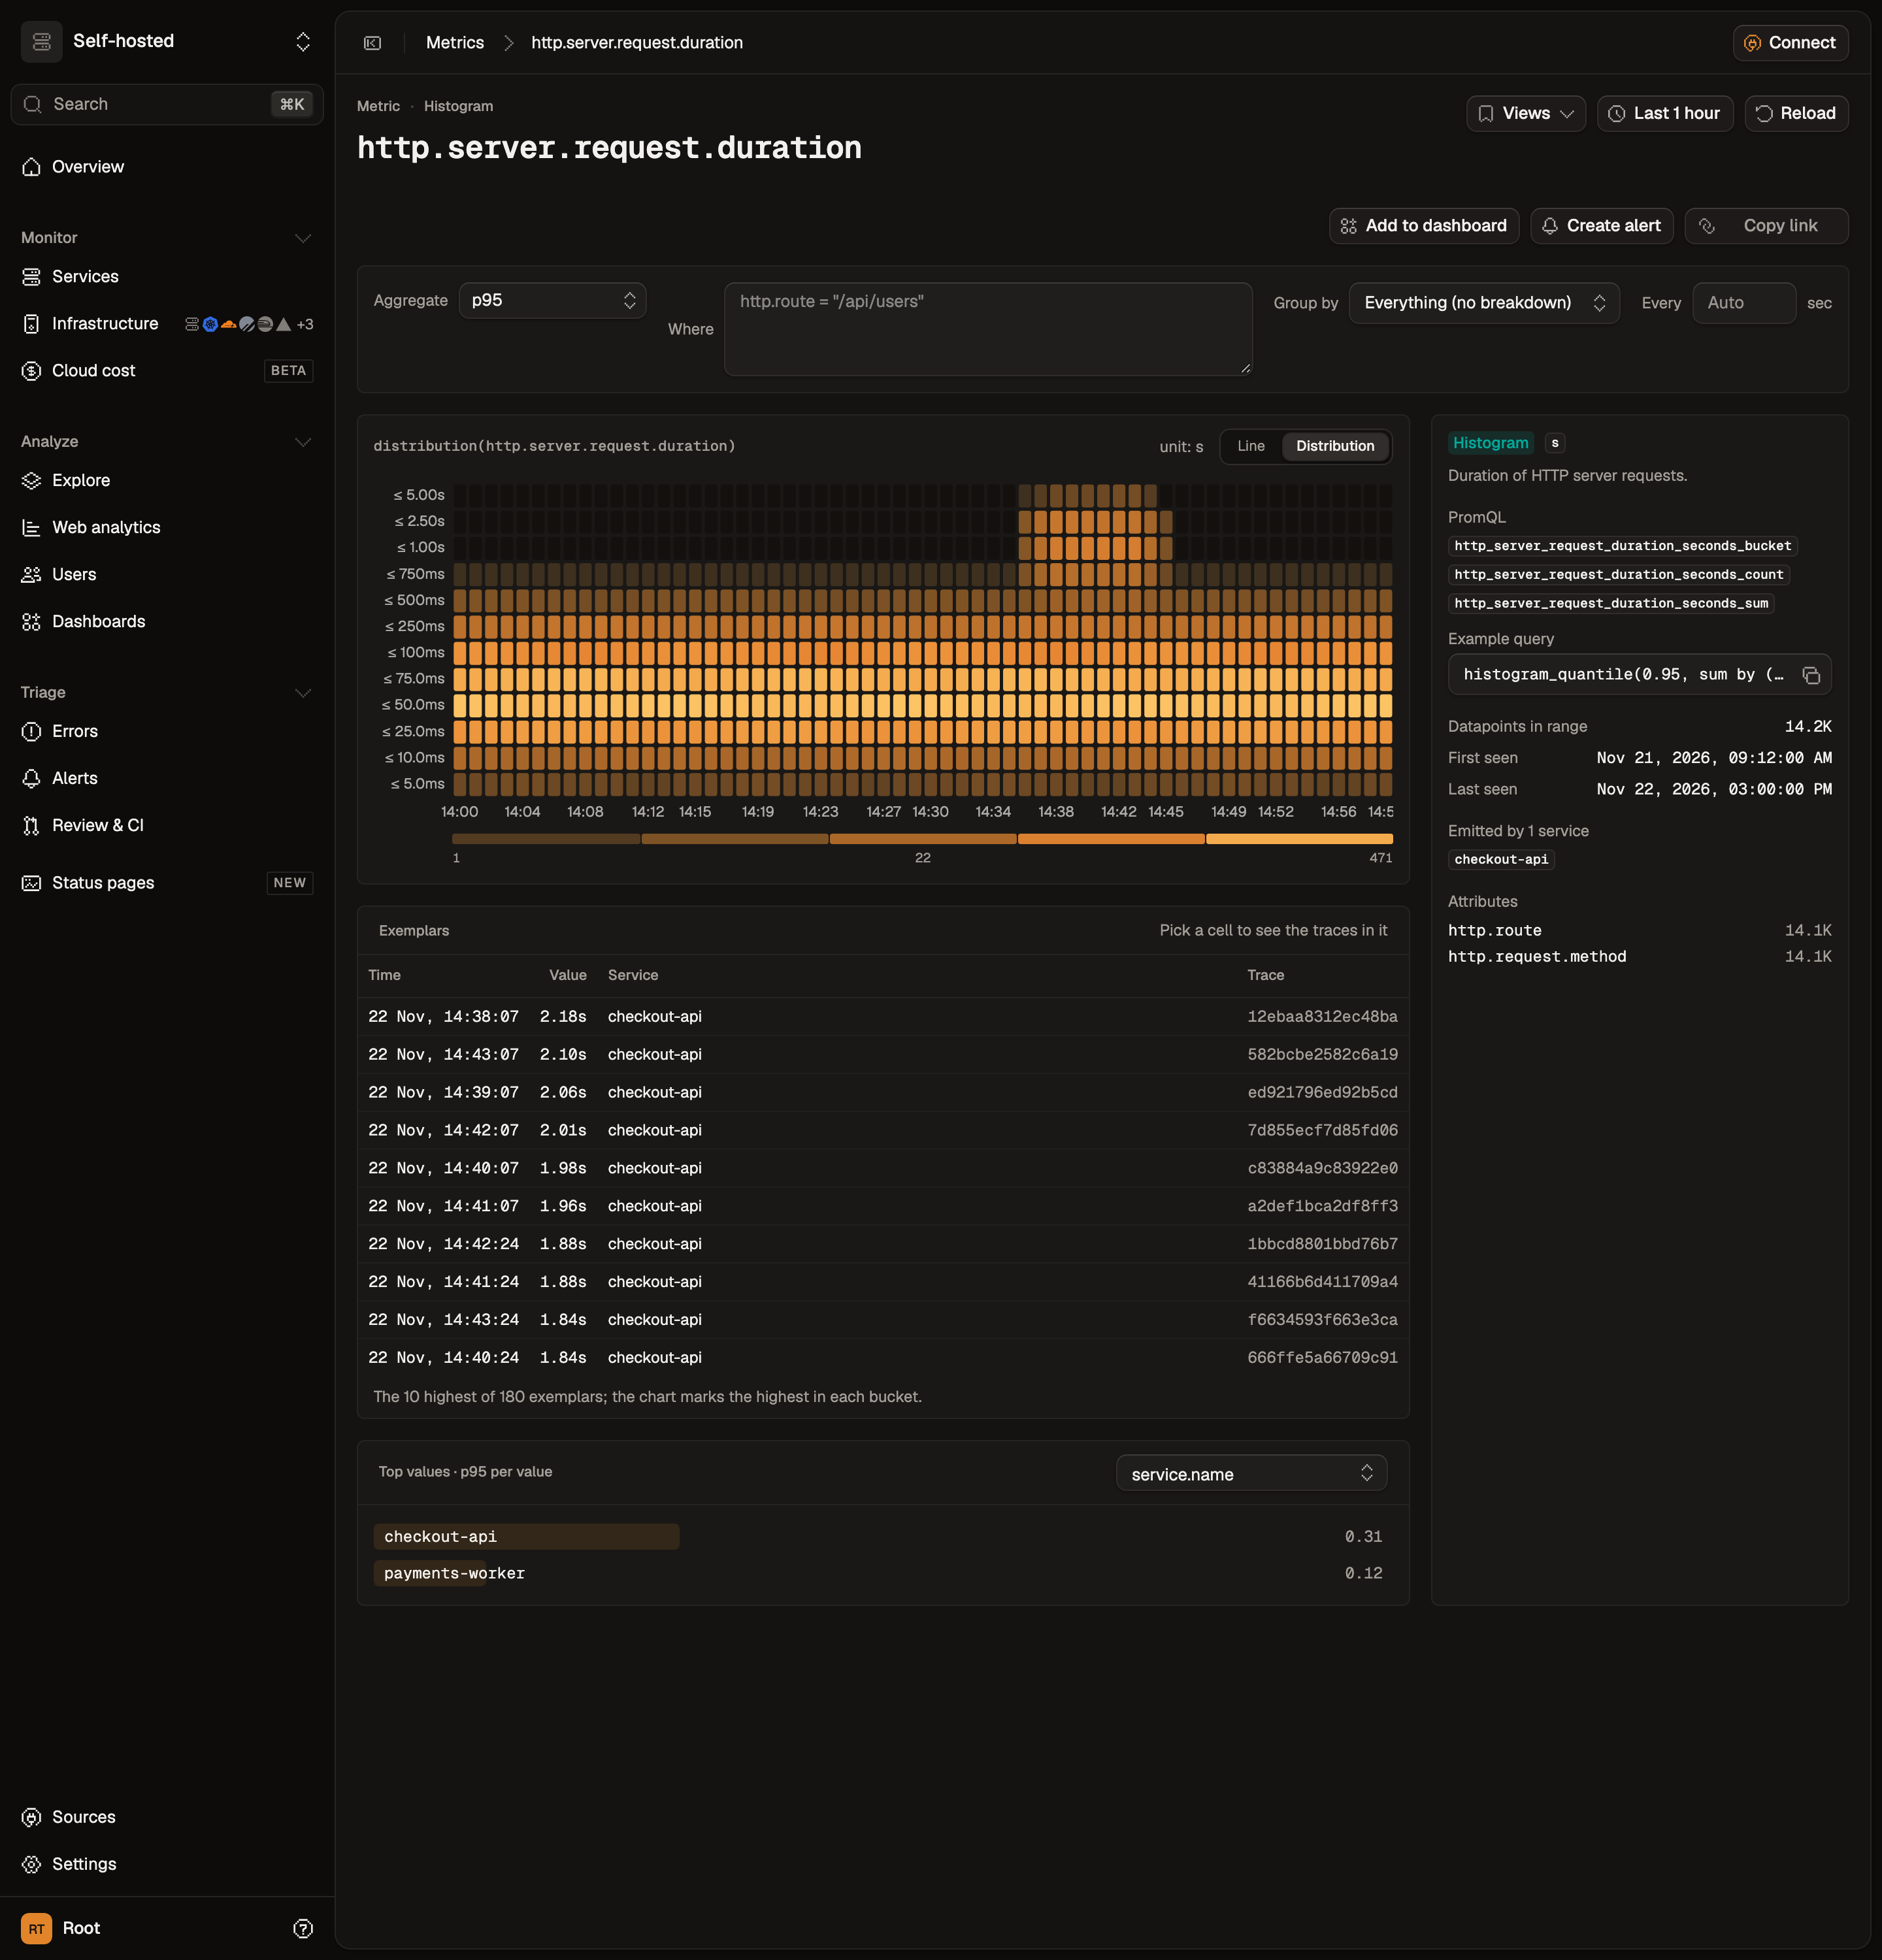 Self-hosted
Search ⌘K
Overview
Monitor
Services
Infrastructure +3
Cloud cost BETA
Analyze
Explore
Web analytics
Users
Dashboards
Triage
Errors
Alerts
Review & CI
Status pages NEW
Sources
Settings
RT Root
Metrics http.server.request.duration
Connect
Metric · Histogram
http.server.request.duration
Views Last 1 hour Reload
Add to dashboard Create alert Copy link
Aggregate p95 Where http.route = "/api/users" Group by Everything (no breakdown) Every Auto sec
distribution(http.server.request.duration) unit: s Line Distribution
≤ 5.00s
≤ 2.50s
≤ 1.00s
≤ 750ms
≤ 500ms
≤ 250ms
≤ 100ms
≤ 75.0ms
≤ 50.0ms
≤ 25.0ms
≤ 10.0ms
≤ 5.0ms
14:00 14:04 14:08 14:12 14:15 14:19 14:23 14:27 14:30 14:34 14:38 14:42 14:45 14:49 14:52 14:56 14:5
1 22 471
Exemplars Pick a cell to see the traces in it
Time Value Service Trace
22 Nov, 14:38:07 2.18s checkout-api 12ebaa8312ec48ba
22 Nov, 14:43:07 2.10s checkout-api 582bcbe2582c6a19
22 Nov, 14:39:07 2.06s checkout-api ed921796ed92b5cd
22 Nov, 14:42:07 2.01s checkout-api 7d855ecf7d85fd06
22 Nov, 14:40:07 1.98s checkout-api c83884a9c83922e0
22 Nov, 14:41:07 1.96s checkout-api a2def1bca2df8ff3
22 Nov, 14:42:24 1.88s checkout-api 1bbcd8801bbd76b7
22 Nov, 14:41:24 1.88s checkout-api 41166b6d411709a4
22 Nov, 14:43:24 1.84s checkout-api f6634593f663e3ca
22 Nov, 14:40:24 1.84s checkout-api 666ffe5a66709c91
The 10 highest of 180 exemplars; the chart marks the highest in each bucket.
Top values · p95 per value service.name
checkout-api 0.31
payments-worker 0.12
Histogram s
Duration of HTTP server requests.
PromQL
http_server_request_duration_seconds_bucket
http_server_request_duration_seconds_count
http_server_request_duration_seconds_sum
Example query
histogram_quantile(0.95, sum by (…
Datapoints in range 14.2K
First seen Nov 21, 2026, 09:12:00 AM
Last seen Nov 22, 2026, 03:00:00 PM
Emitted by 1 service
checkout-api
Attributes
http.route 14.1K
http.request.method 14.1K